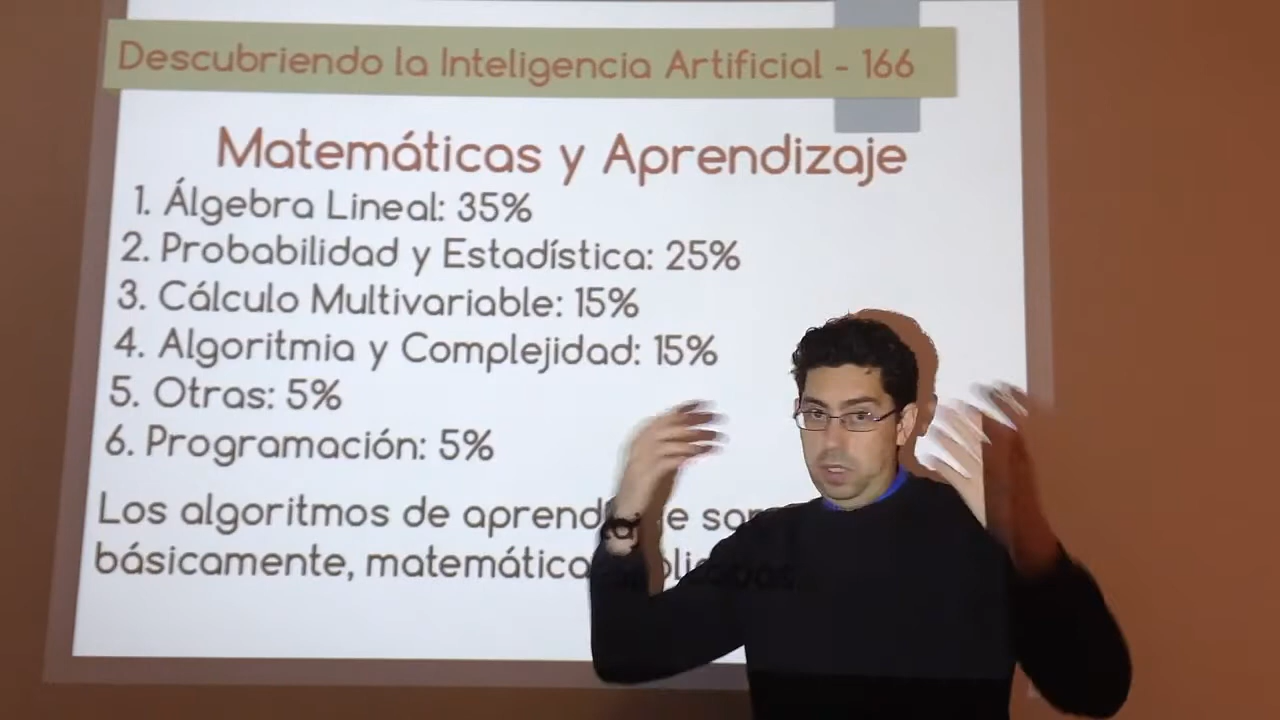 Descubriendo la Inteligencia Artificial - 166
Matemáticas y Aprendizaje
1. Álgebra Lineal: 35%
2. Probabilidad y Estadística: 25%
3. Cálculo Multivariable: 15%
4. Algoritmia y Complejidad: 15%
5. Otras: 5%
6. Programación: 5%
Los algoritmos de
básicamente,